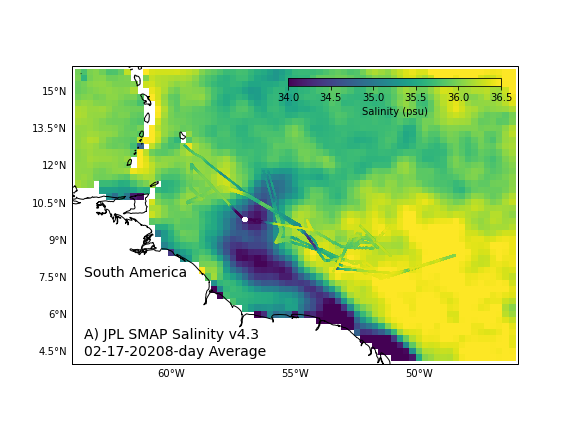 15°N
13.5°N
12°N
10.5°N
9°N
7.5°N
6°N
4.5°N
34.0 34.5 35.0 35.5 36.0 36.5
Salinity (psu)
South America
A) JPL SMAP Salinity v4.3
02-17-20208-day Average
60°W 55°W 50°W